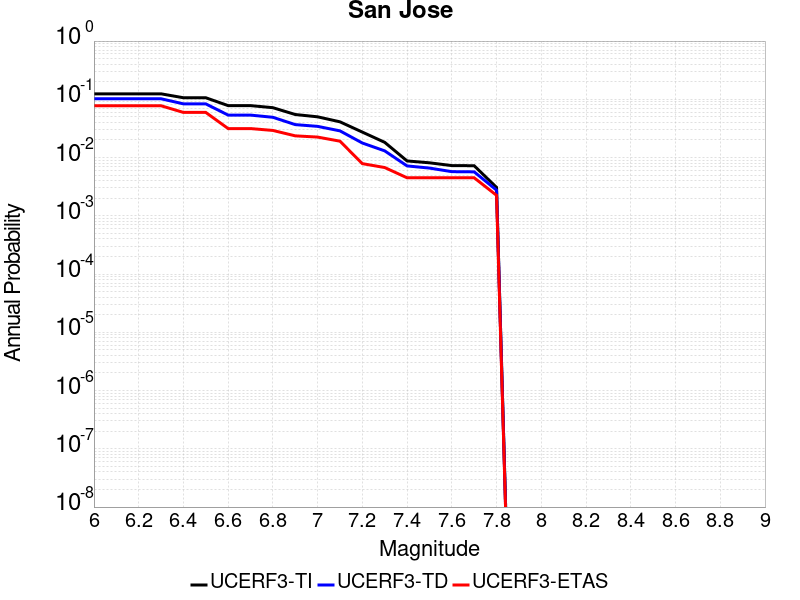 San Jose
10^0
10^-1
10^-2
10^-3
10^-4
10^-5
10^-6
10^-7
10^-8
Annual Probability
6 6.2 6.4 6.6 6.8 7 7.2 7.4 7.6 7.8 8 8.2 8.4 8.6 8.8 9
Magnitude
UCERF3-TI UCERF3-TD UCERF3-ETAS